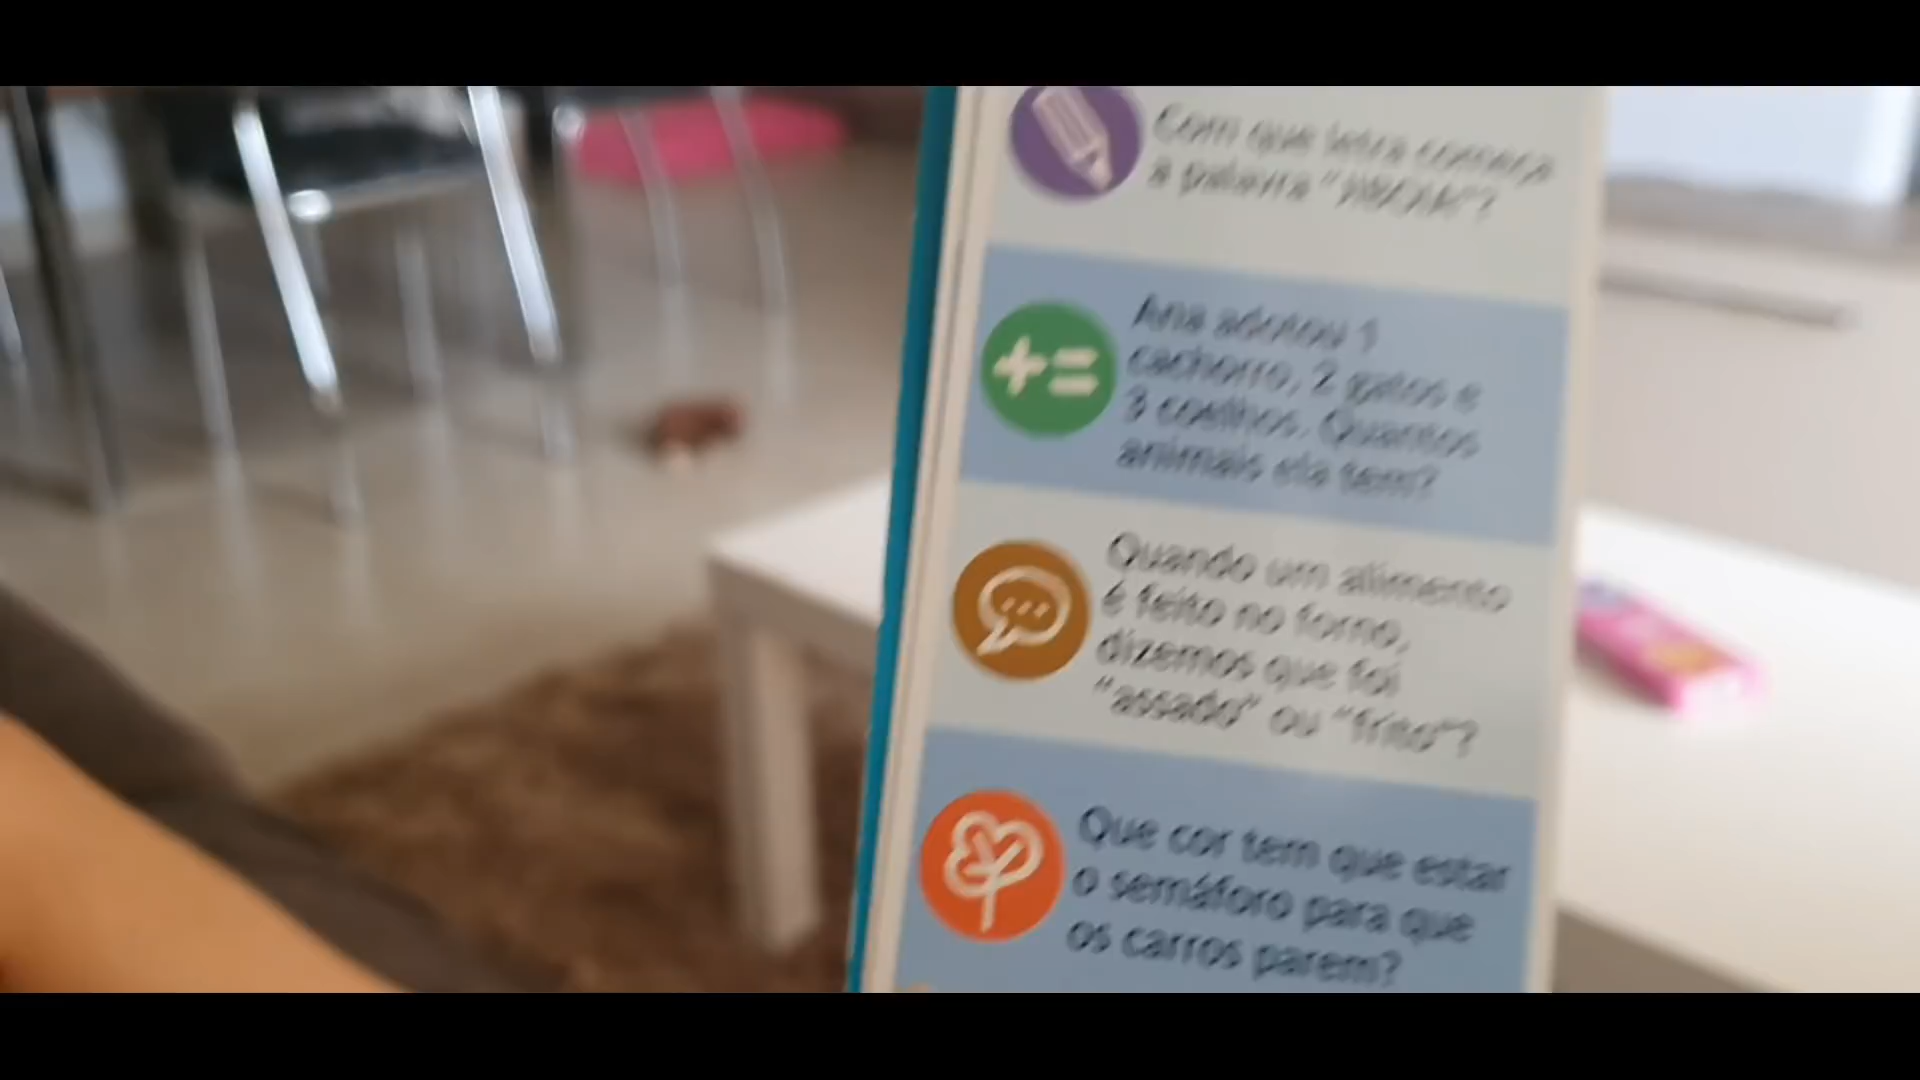 Com que letra começa
a palavra
Ana adotou 1
cachorro, 2 gatos e
3 coelhos. Quantos
animais ela tem?
Quando um alimento
é feito no forno,
dizemos que foi
"assado" ou "frito"?
Que cor tem que estar
o semáforo para que
os carros parem?